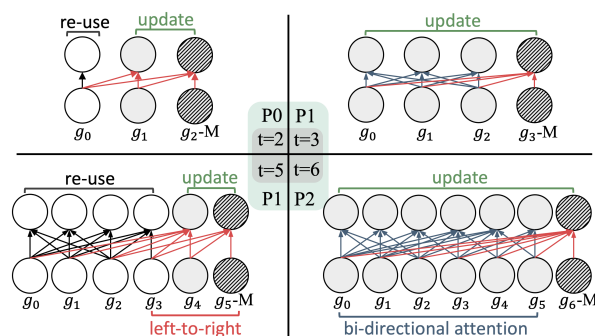 re-use update
g0 g1 g2-M
update
g0 g1 g2 g3-M
P0 P1
t=2 t=3
t=5 t=6
P1 P2
re-use update
g0 g1 g2 g3 g4 g5-M
left-to-right
update
g0 g1 g2 g3 g4 g5 g6-M
bi-directional attention